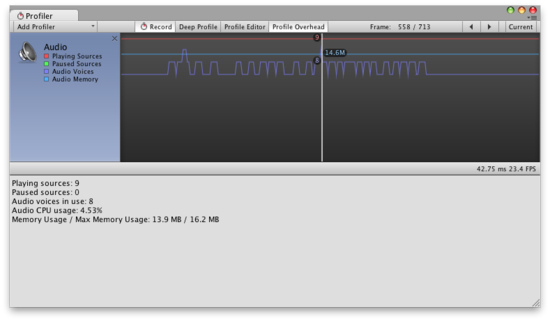 Profiler
Add Profiler Record Deep Profile Profile Editor Profile Overhead Frame: 558 / 713 Current
Audio
Playing Sources
Paused Sources
Audio Voices
Audio Memory
9
14.6M
8
42.75 ms 23.4 FPS
Playing sources: 9
Paused sources: 0
Audio voices in use: 8
Audio CPU usage: 4.53%
Memory Usage / Max Memory Usage: 13.9 MB / 16.2 MB